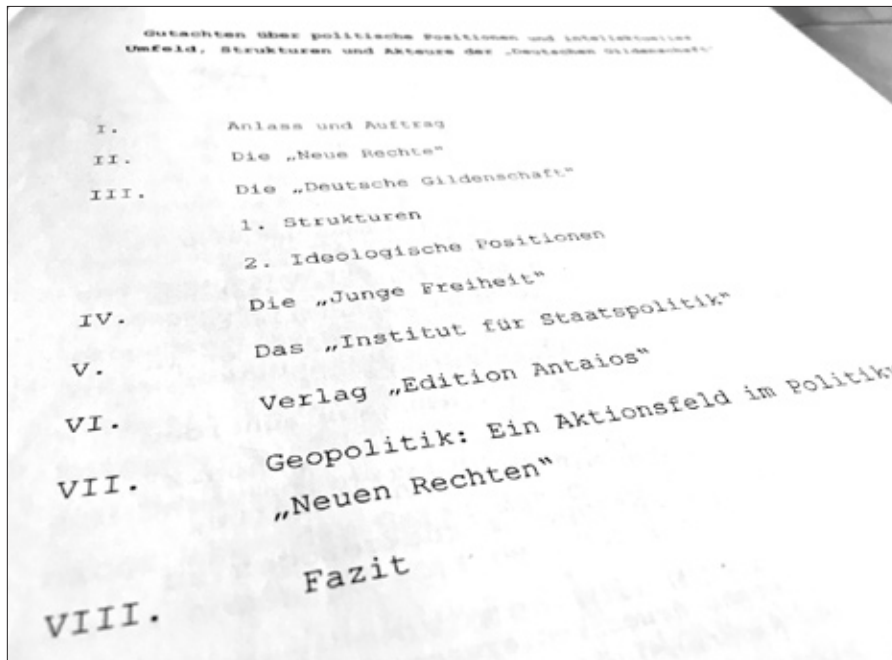 Gutachten über politische Positionen und intellektuelles
Umfeld, Strukturen und Akteure der „Deutschen Gildenschaft“
I. Anlass und Auftrag
II. Die „Neue Rechte“
III. Die „Deutsche Gildenschaft“
1. Strukturen
2. Ideologische Positionen
IV. Die „Junge Freiheit“
V. Das „Institut für Staatspolitik“
VI. Verlag „Edition Antaios“
VII. Geopolitik: Ein Aktionsfeld im Politik
„Neuen Rechten“
VIII. Fazit